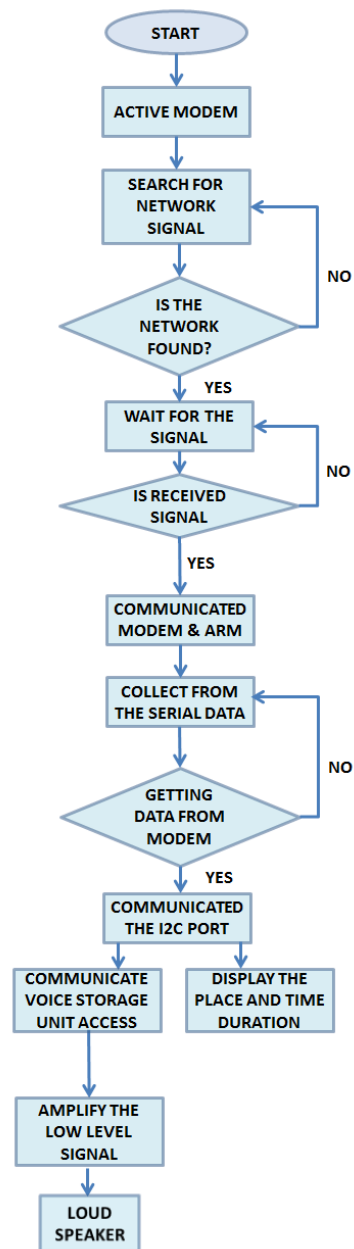 START
ACTIVE MODEM
SEARCH FOR
NETWORK
SIGNAL
NO
IS THE
NETWORK
FOUND?
YES
WAIT FOR THE
SIGNAL
NO
IS RECEIVED
SIGNAL
YES
COMMUNICATED
MODEM & ARM
COLLECT FROM
THE SERIAL DATA
NO
GETTING
DATA FROM
MODEM
YES
COMMUNICATED
THE I2C PORT
COMMUNICATE
VOICE STORAGE
UNIT ACCESS
DISPLAY THE
PLACE AND TIME
DURATION
AMPLIFY THE
LOW LEVEL
SIGNAL
LOUD
SPEAKER